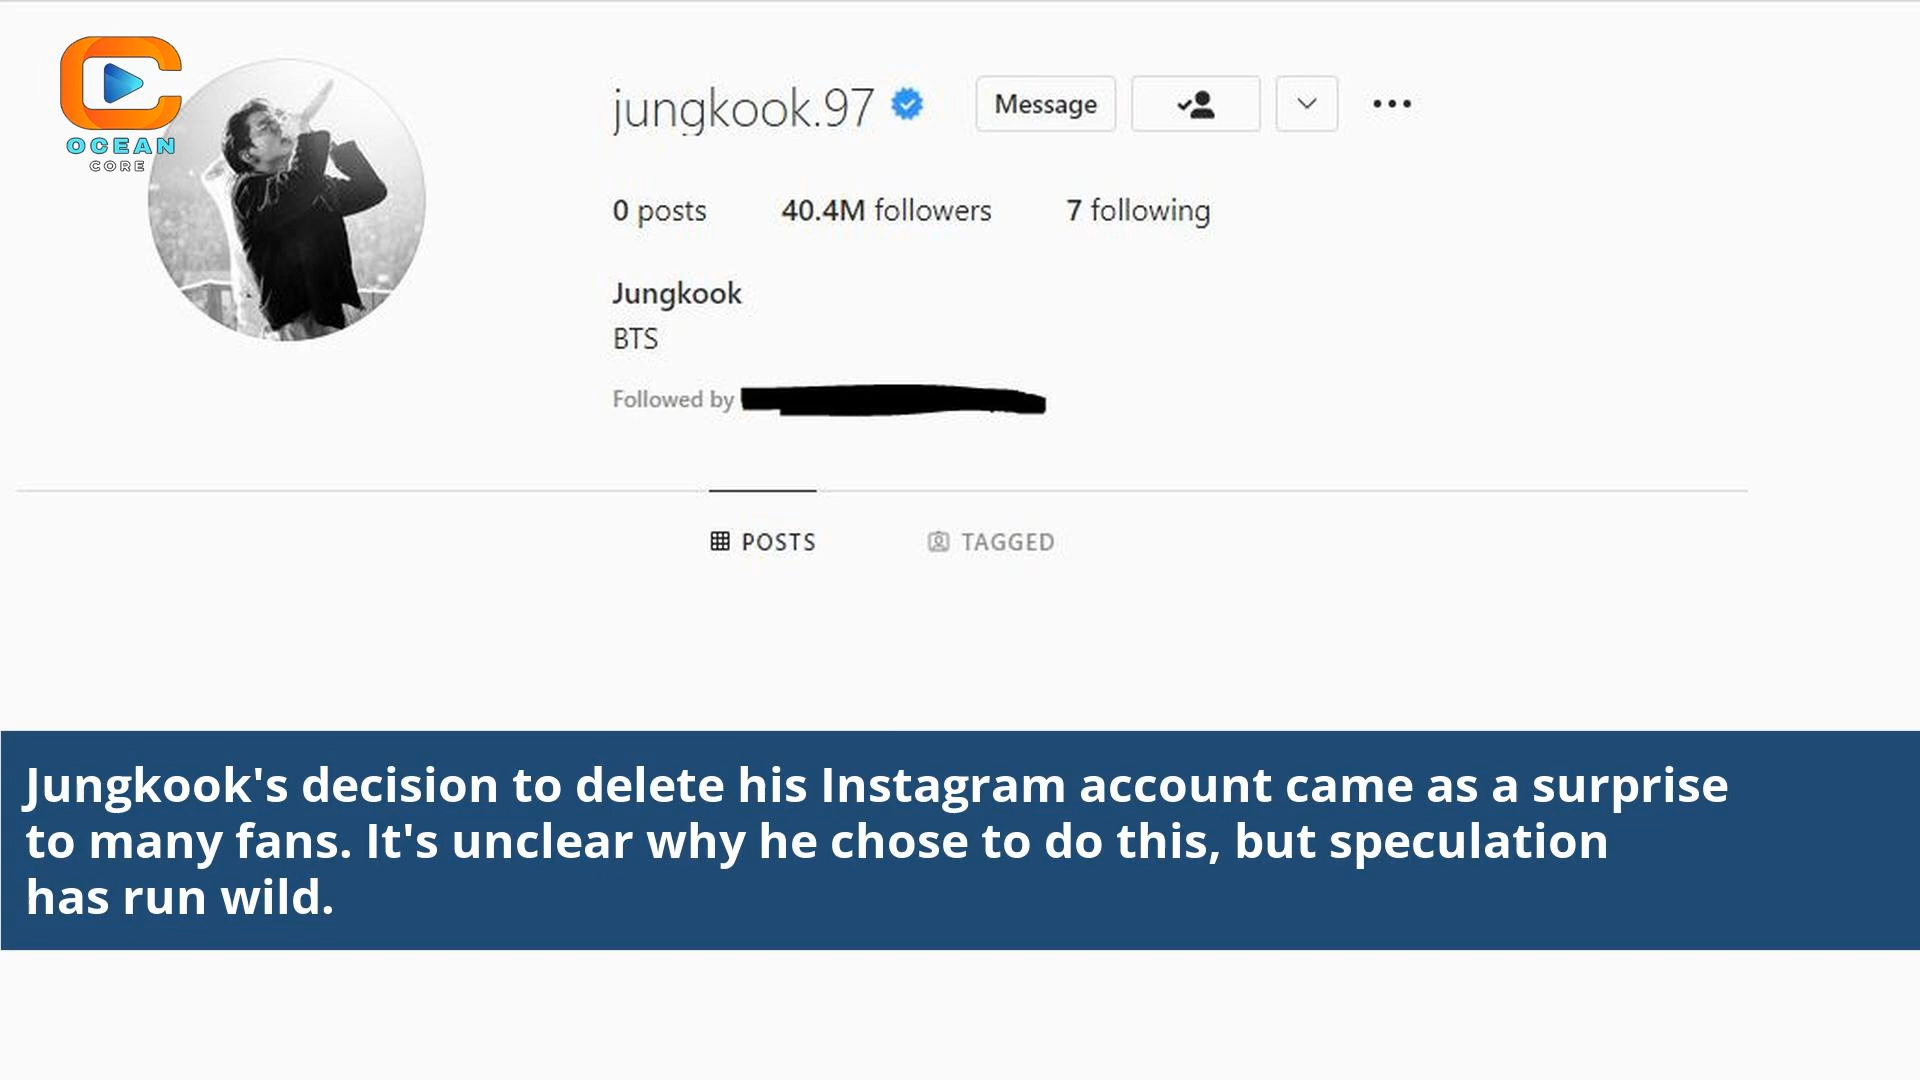 OCEAN
CORE
jungkook.97
Message
0 posts 40.4M followers 7 following
Jungkook
BTS
Followed by
POSTS TAGGED
Jungkook's decision to delete his Instagram account came as a surprise
to many fans. It's unclear why he chose to do this, but speculation
has run wild.